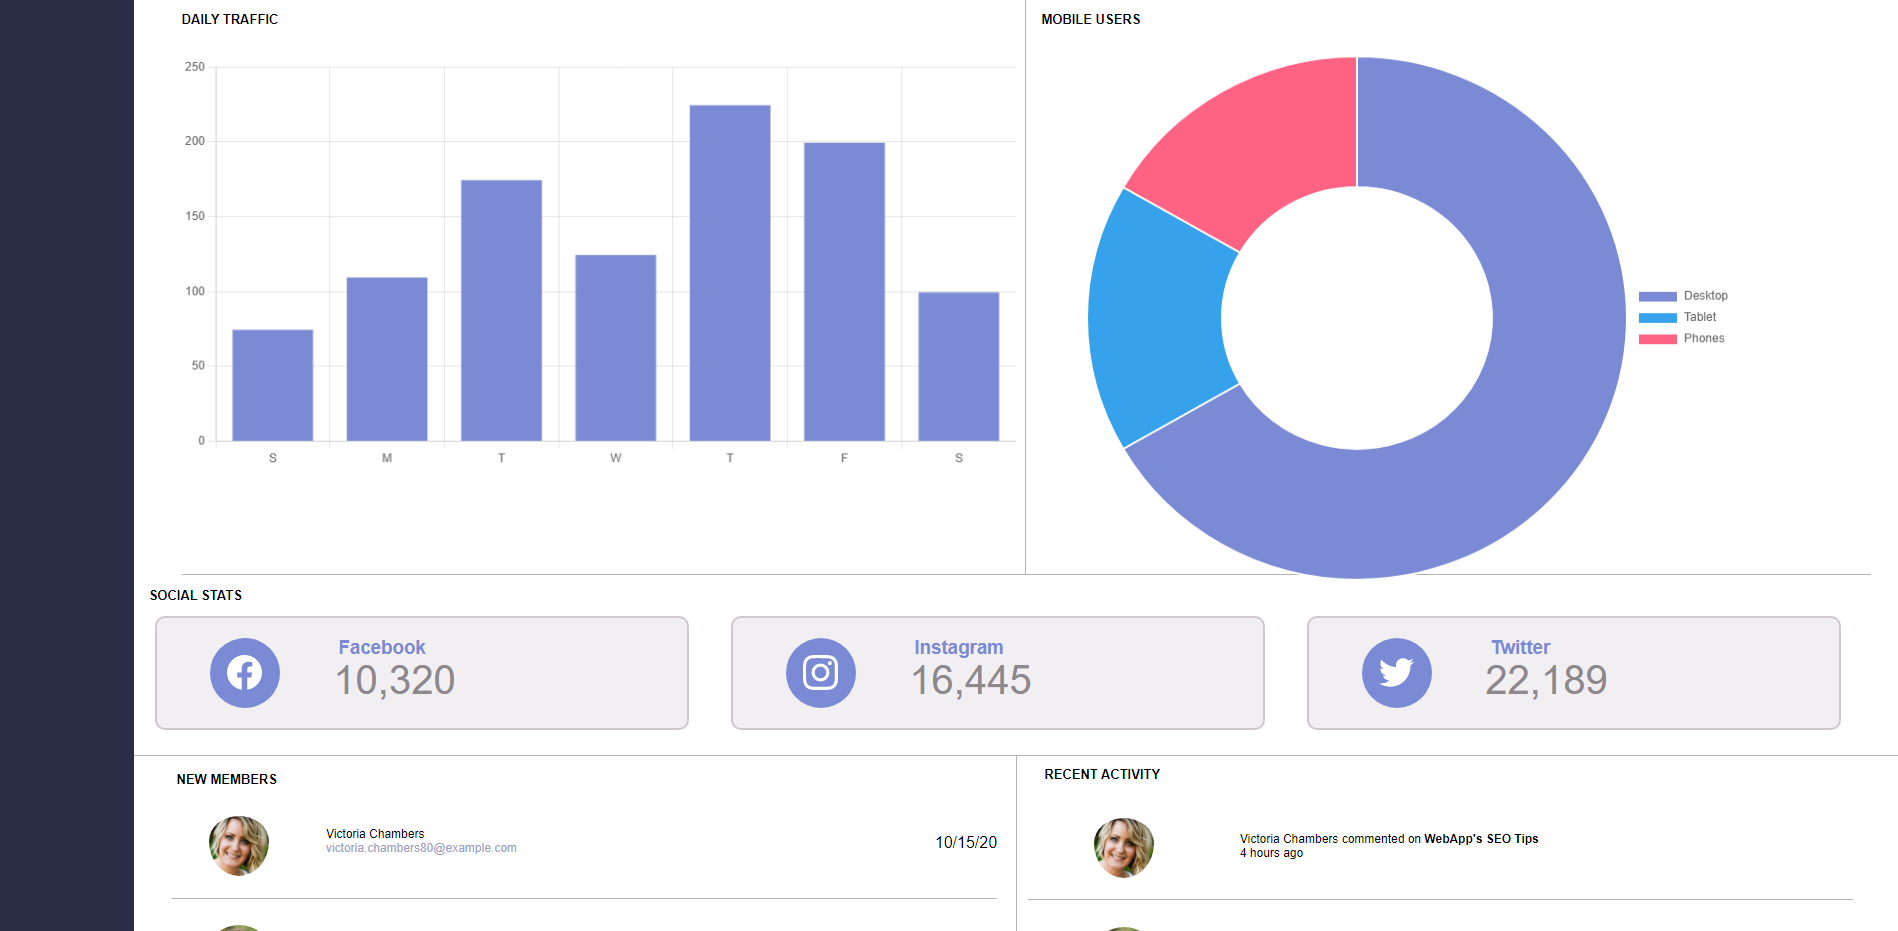 DAILY TRAFFIC
250
200
150
100
50
0
S M T W T F S
MOBILE USERS
Desktop
Tablet
Phones
SOCIAL STATS
Facebook
10,320
Instagram
16,445
Twitter
22,189
NEW MEMBERS
Victoria Chambers
victoria.chambers80@example.com
10/15/20
RECENT ACTIVITY
Victoria Chambers commented on WebApp's SEO Tips
4 hours ago